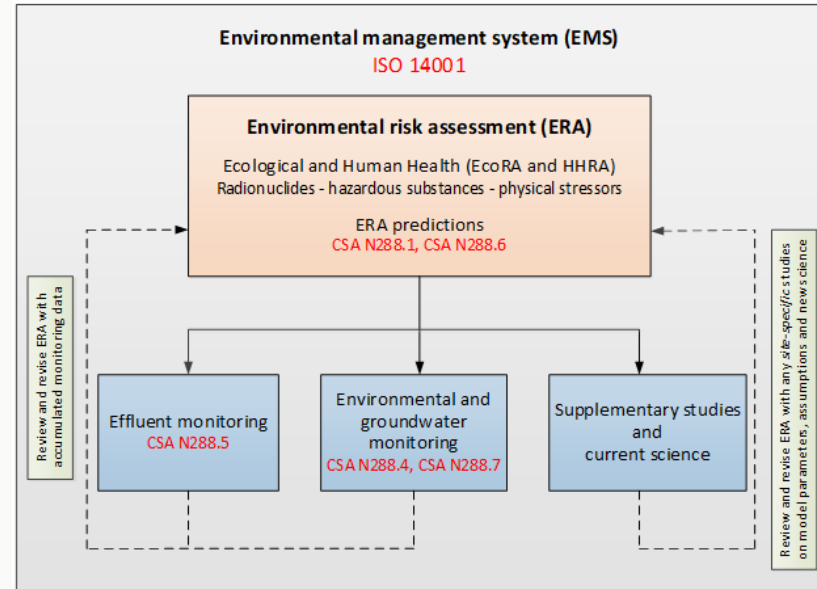 Environmental management system (EMS)
ISO 14001
Environmental risk assessment (ERA)
Ecological and Human Health (EcoRA and HHRA)
Radionuclides - hazardous substances - physical stressors
ERA predictions
CSA N288.1, CSA N288.6
Review and revise ERA with
accumulated monitoring data
Effluent monitoring
CSA N288.5
Environmental and
groundwater
monitoring
CSA N288.4, CSA N288.7
Supplementary studies
and
current science
Review and revise ERA with any site-specific studies
on model parameters, assumptions and new science